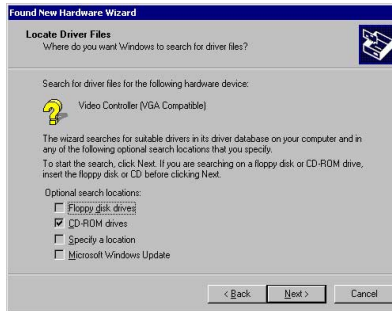 Found New Hardware Wizard
Locate Driver Files
Where do you want Windows to search for driver files?
Search for driver files for the following hardware device:
Video Controller (VGA Compatible)
The wizard searches for suitable drivers in its driver database on your computer and in
any of the following optional search locations that you specify.
To start the search, click Next. If you are searching on a floppy disk or CD-ROM drive,
insert the floppy disk or CD before clicking Next.
Optional search locations:
Floppy disk drives
CD-ROM drives
Specify a location
Microsoft Windows Update
< Back Next > Cancel